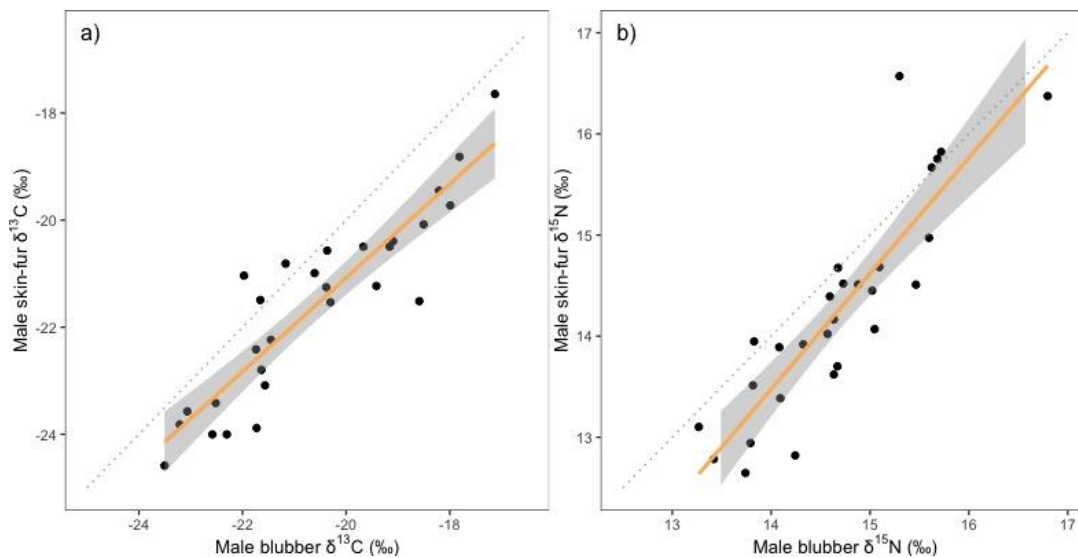 a)
-18
-20
-22
-24
Male skin-fur δ¹³C (‰)
-24 -22 -20 -18
Male blubber δ¹³C (‰)
b)
17
16
15
14
13
Male skin-fur δ¹⁵N (‰)
13 14 15 16 17
Male blubber δ¹⁵N (‰)